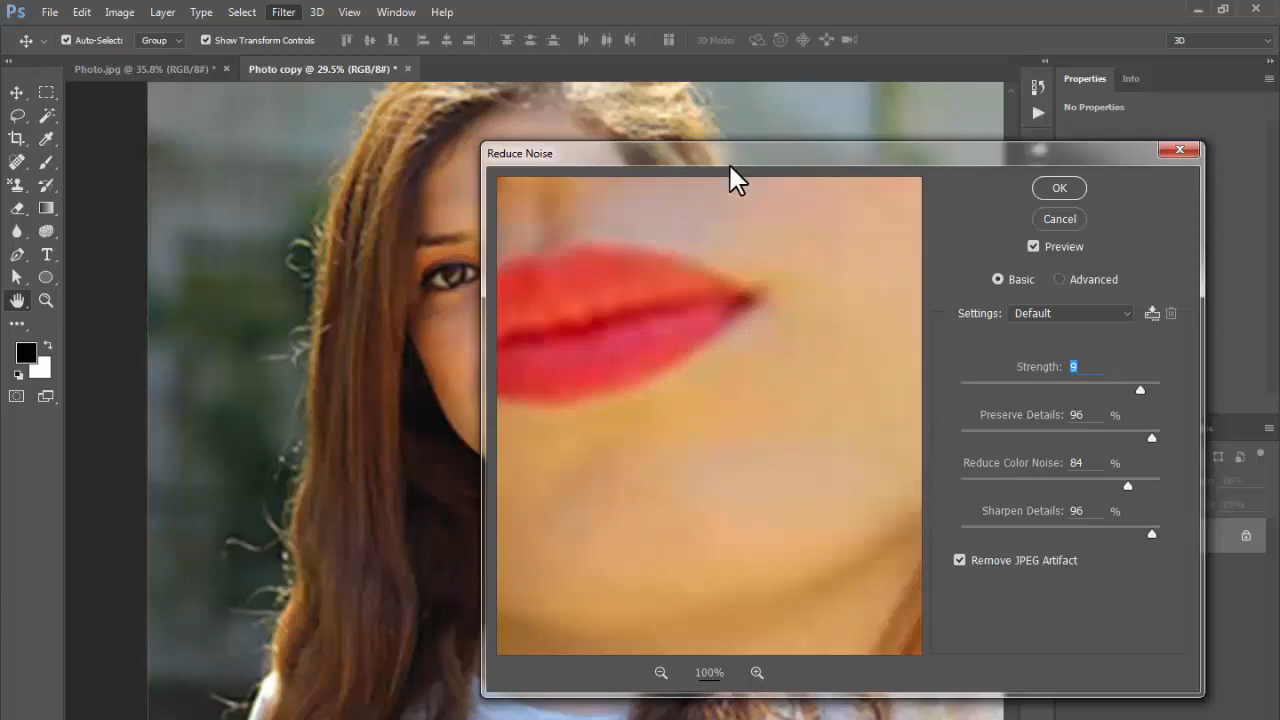 Ps File Edit Image Layer Type Select Filter 3D View Window Help
Auto-Select: Group Show Transform Controls 3D Mode: 3D
Photo.jpg @ 35.8% (RGB/8#) * Photo copy @ 29.5% (RGB/8#) *
Properties Info
No Properties
Reduce Noise
OK
Cancel
Preview
Basic Advanced
Settings: Default
Strength: 9
Preserve Details: 96 %
Reduce Color Noise: 84 %
Sharpen Details: 96 %
Remove JPEG Artifact
100%